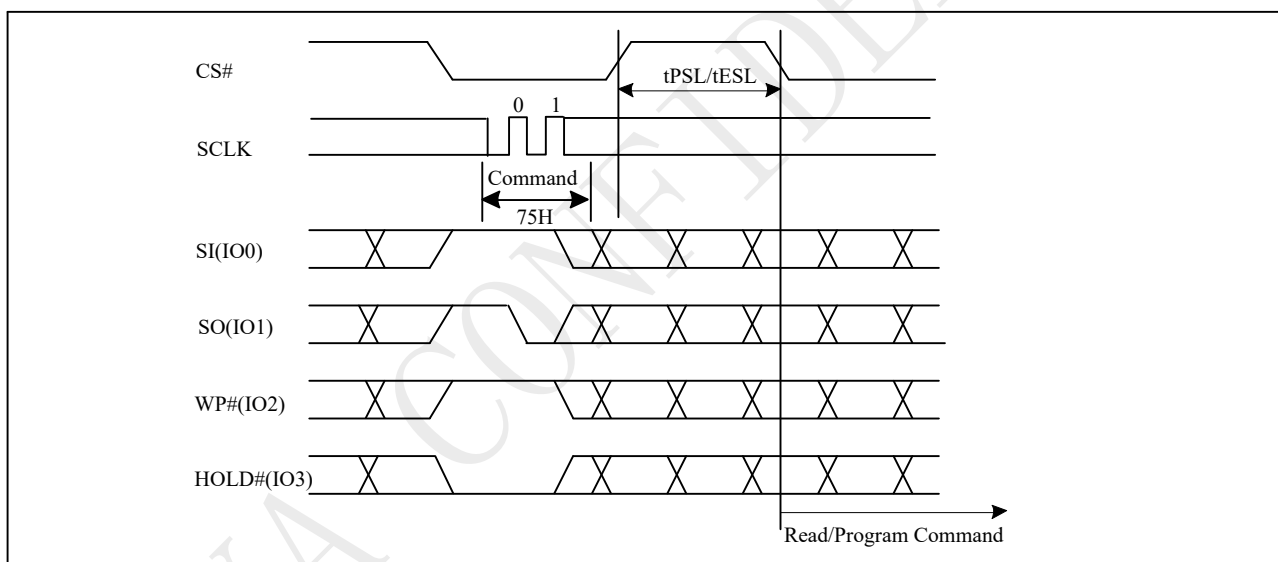 CS#
tPSL/tESL
0 1
SCLK
Command
75H
SI(IO0)
SO(IO1)
WP#(IO2)
HOLD#(IO3)
Read/Program Command
A CONFIDE